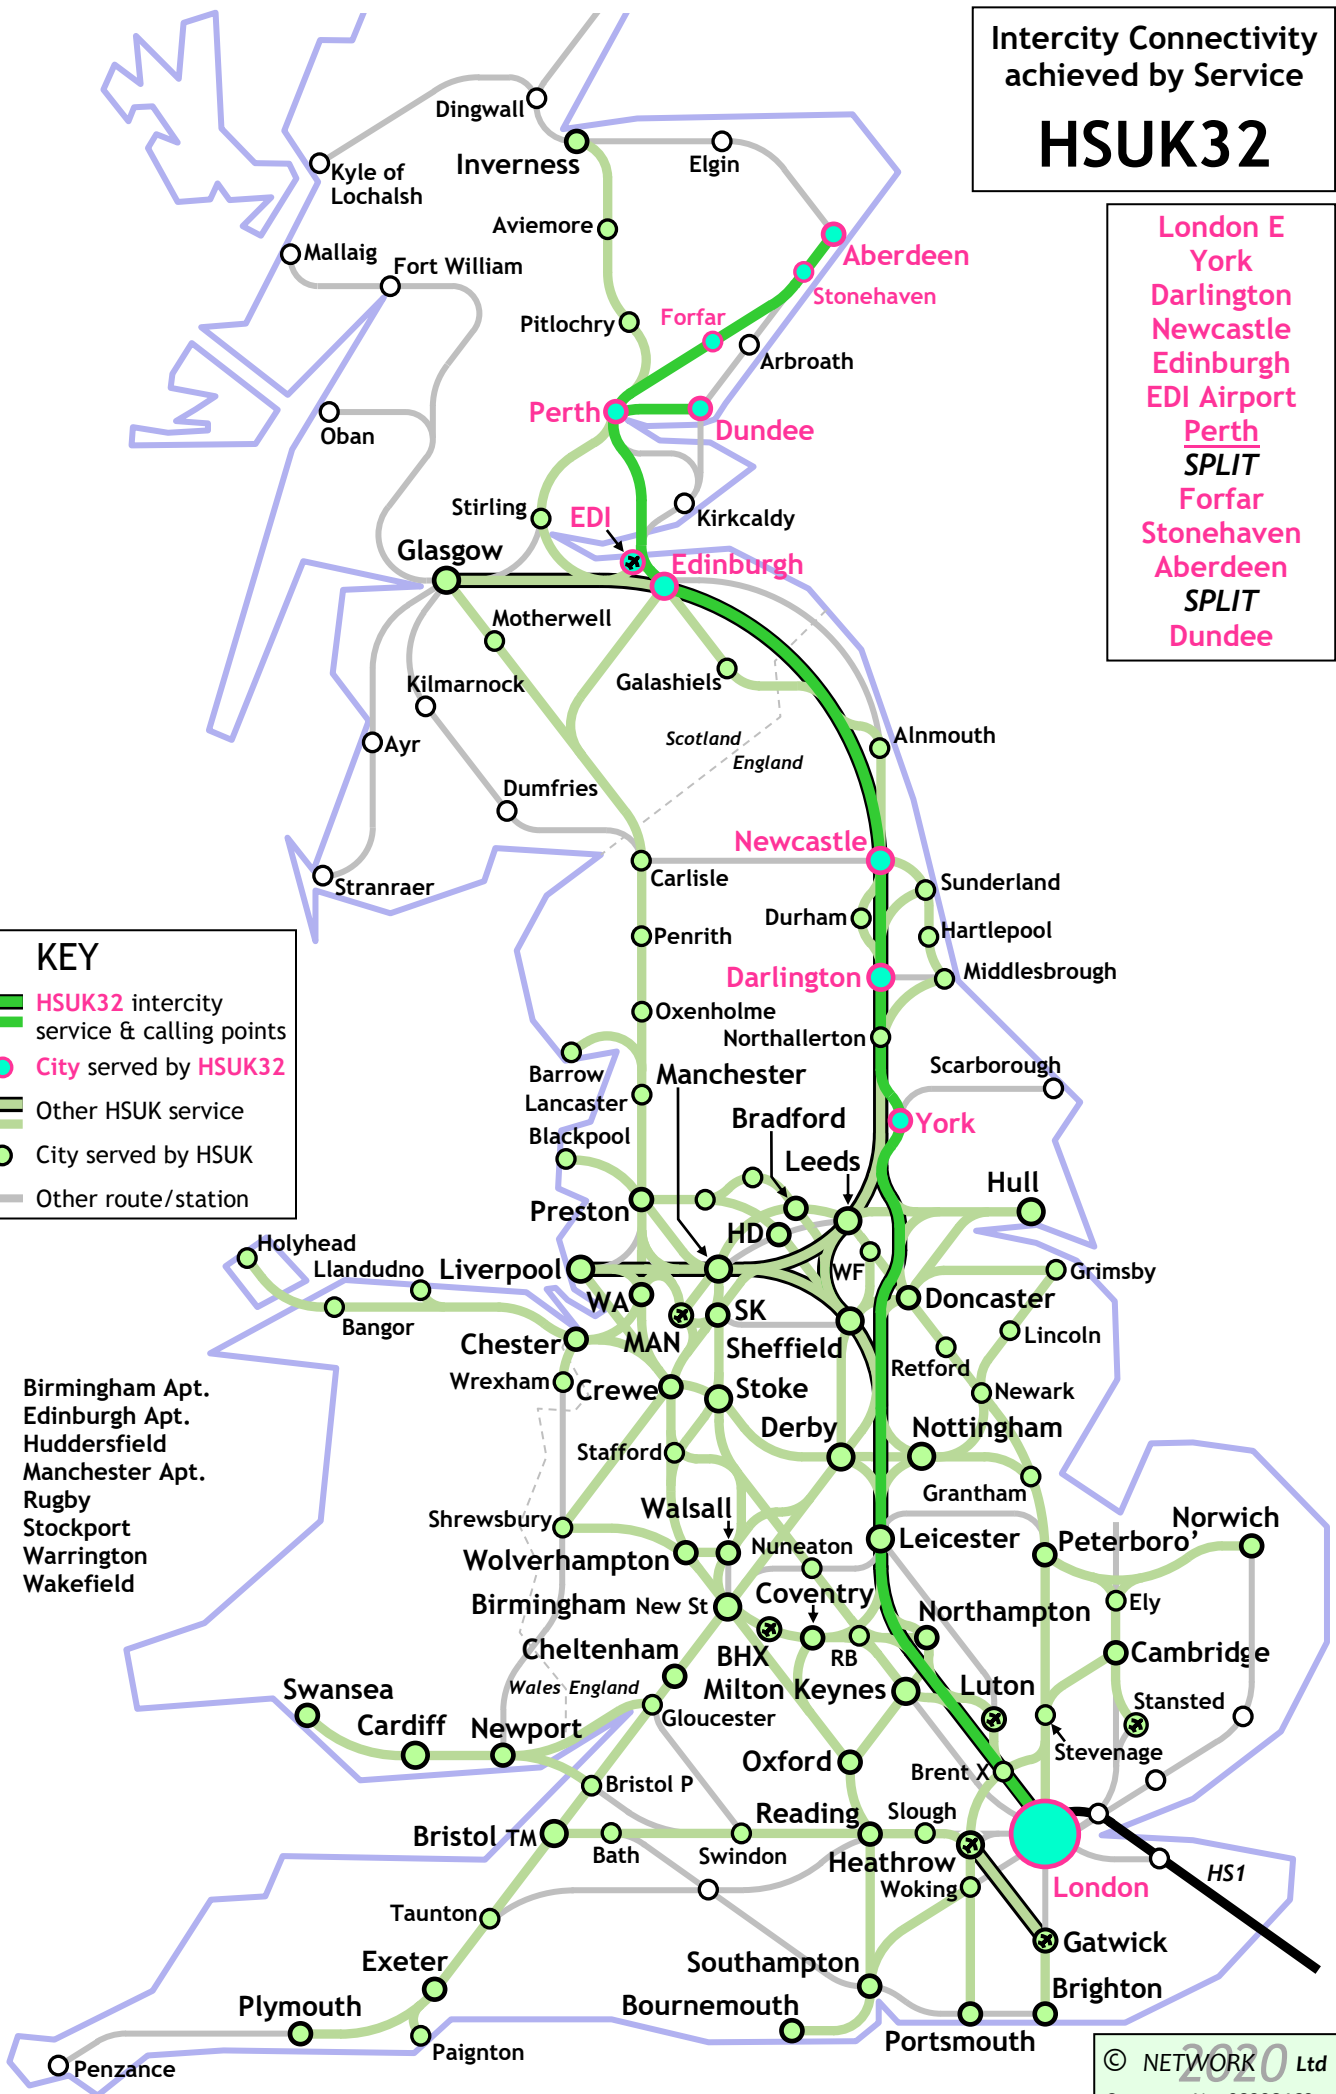 Intercity Connectivity
achieved by Service
HSUK32
London E
York
Darlington
Newcastle
Edinburgh
EDI Airport
Perth
SPLIT
Forfar
Stonehaven
Aberdeen
SPLIT
Dundee
Dingwall
Inverness
Elgin
Kyle of
Lochalsh
Aviemore
Mallaig
Fort William
Aberdeen
Stonehaven
Pitlochry
Forfar
Arbroath
Perth
Dundee
Oban
Stirling
EDI
Kirkcaldy
Glasgow
Edinburgh
Motherwell
Galashiels
Kilmarnock
Scotland
England
Alnmouth
Ayr
Dumfries
Newcastle
Carlisle
Stranraer
Sunderland
Durham
Hartlepool
Penrith
Darlington
Middlesbrough
Oxenholme
Northallerton
KEY
HSUK32 intercity
service & calling points
City served by HSUK32
Other HSUK service
City served by HSUK
Other route/station
Barrow
Manchester
Scarborough
Lancaster
Bradford
York
Blackpool
Leeds
Preston
Hull
HD
Holyhead
Llandudno
Liverpool
WF
Grimsby
WA
Bangor
MAN
SK
Doncaster
Chester
Sheffield
Lincoln
Retford
Wrexham
Crewe
Stoke
Newark
Birmingham Apt.
Edinburgh Apt.
Huddersfield
Manchester Apt.
Rugby
Stockport
Warrington
Wakefield
Derby
Nottingham
Stafford
Grantham
Walsall
Shrewsbury
Norwich
Leicester
Peterboro'
Wolverhampton
Nuneaton
Coventry
Birmingham New St
Ely
Northampton
Cheltenham
BHX
RB
Cambridge
Wales England
Milton Keynes
Luton
Swansea
Stansted
Cardiff
Newport
Gloucester
Stevenage
Oxford
Brent X
Bristol P
Reading
Slough
Bristol TM
Bath
Swindon
Heathrow
HS1
Woking
London
Taunton
Gatwick
Exeter
Southampton
Brighton
Plymouth
Bournemouth
Portsmouth
Paignton
Penzance
© NETWORK 2020 Ltd